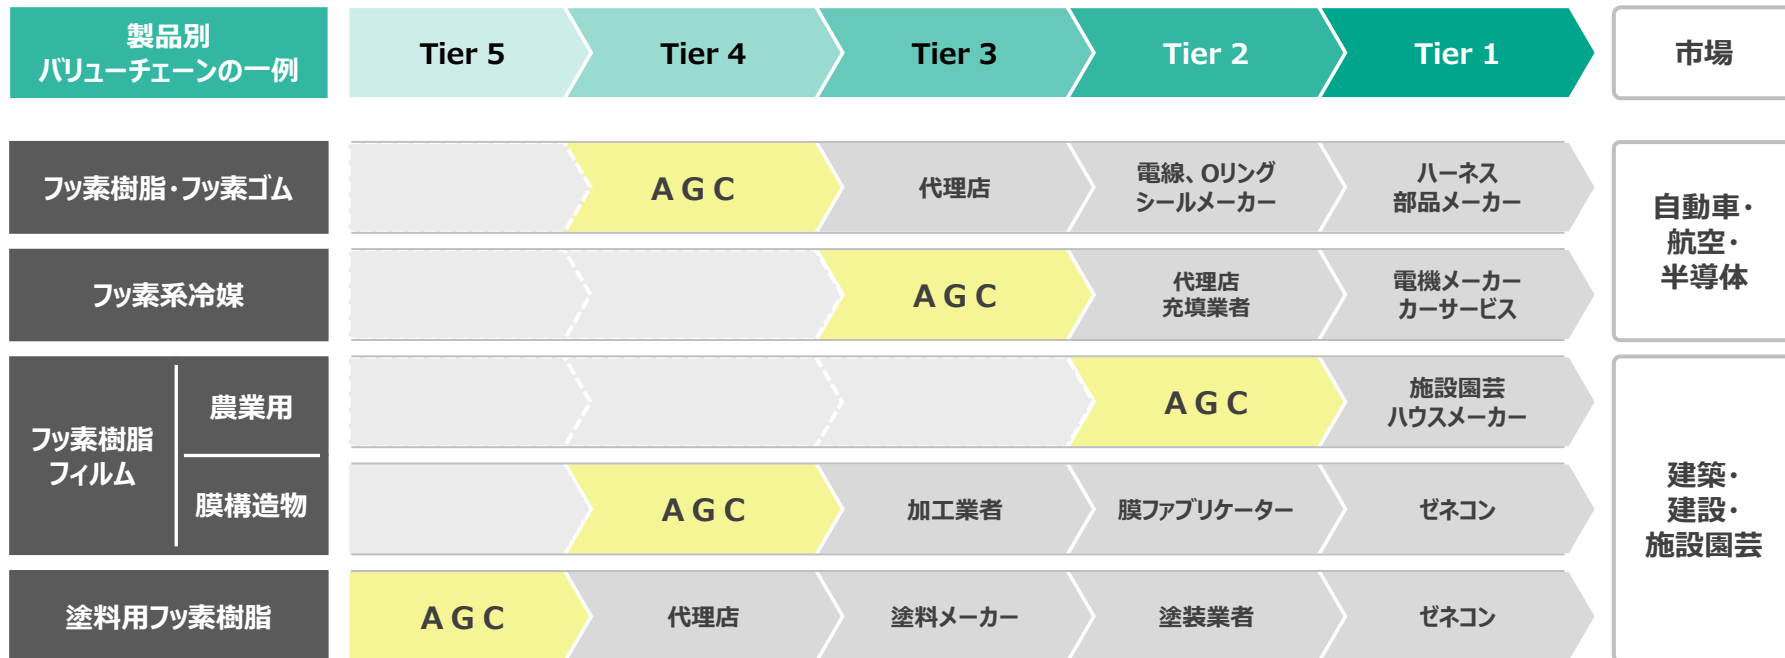 製品別
バリューチェーンの一例
Tier 5
Tier 4
Tier 3
Tier 2
Tier 1
市場
フッ素樹脂・フッ素ゴム
AGC
代理店
電線、Oリング
シールメーカー
ハーネス
部品メーカー
自動車・
航空・
半導体
フッ素系冷媒
AGC
代理店
充填業者
電機メーカー
カーサービス
フッ素樹脂
フィルム
農業用
AGC
施設園芸
ハウスメーカー
膜構造物
AGC
加工業者
膜ファブリケーター
ゼネコン
建築・
建設・
施設園芸
塗料用フッ素樹脂
AGC
代理店
塗料メーカー
塗装業者
ゼネコン